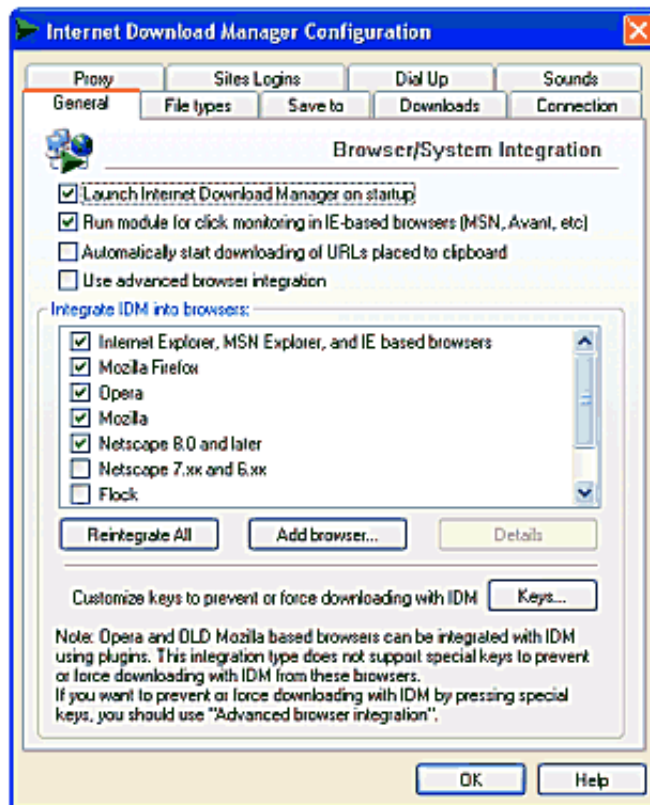 Internet Download Manager Configuration
Proxy Sites Logins Dial Up Sounds
General File types Save to Downloads Connection
Browser/System Integration
Launch Internet Download Manager on startup
Run module for click monitoring in IE-based browsers (MSN, Avant, etc)
Automatically start downloading of URLs placed to clipboard
Use advanced browser integration
Integrate IDM into browsers:
Internet Explorer, MSN Explorer, and IE based browsers
Mozilla Firefox
Opera
Mozilla
Netscape 8.0 and later
Netscape 7.xx and 6.xx
Flock
Reintegrate All Add browser... Details
Customize keys to prevent or force downloading with IDM Keys...
Note: Opera and OLD Mozilla based browsers can be integrated with IDM
using plugins. This integration type does not support special keys to prevent
or force downloading with IDM from these browsers.
If you want to prevent or force downloading with IDM by pressing special
keys, you should use "Advanced browser integration".
OK Help